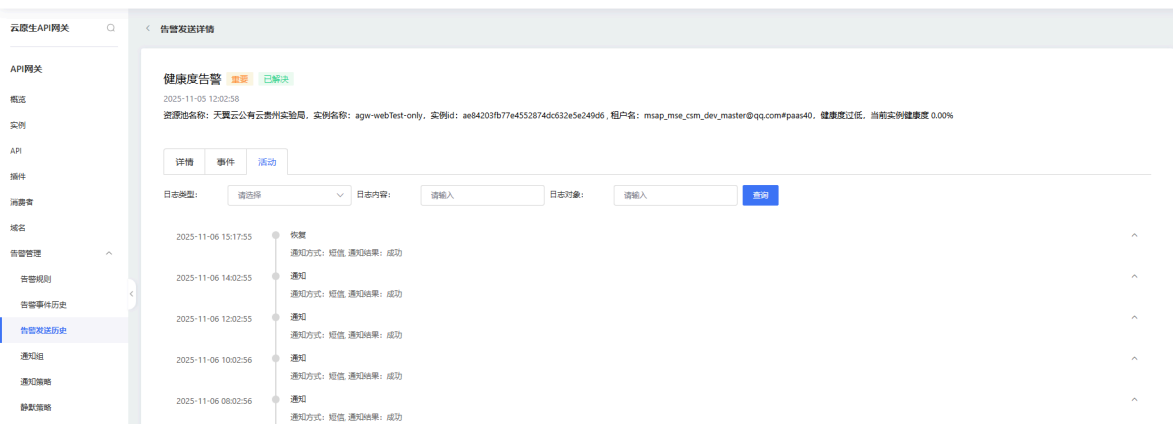 云原生API网关
告警发送详情
API网关
概览
实例
API
插件
消费者
域名
告警管理
告警规则
告警事件历史
告警发送历史
通知组
通知策略
静默策略
健康度告警 重要 已解决
2025-11-05 12:02:58
资源池名称：天翼云公有云贵州实验局，实例名称：agw-webTest-only，实例id：ae84203fb77e4552874dc632e5e249d6 , 租户名：msap_mse_csm_dev_master@qq.com#paas40，健康度过低，当前实例健康度 0.00%
详情 事件 活动
日志类型： 请选择 日志内容： 请输入 日志对象： 请输入 查询
2025-11-06 15:17:55 恢复
通知方式：短信, 通知结果：成功
2025-11-06 14:02:55 通知
通知方式：短信, 通知结果：成功
2025-11-06 12:02:55 通知
通知方式：短信, 通知结果：成功
2025-11-06 10:02:56 通知
通知方式：短信, 通知结果：成功
2025-11-06 08:02:56 通知
通知方式：短信, 通知结果：成功